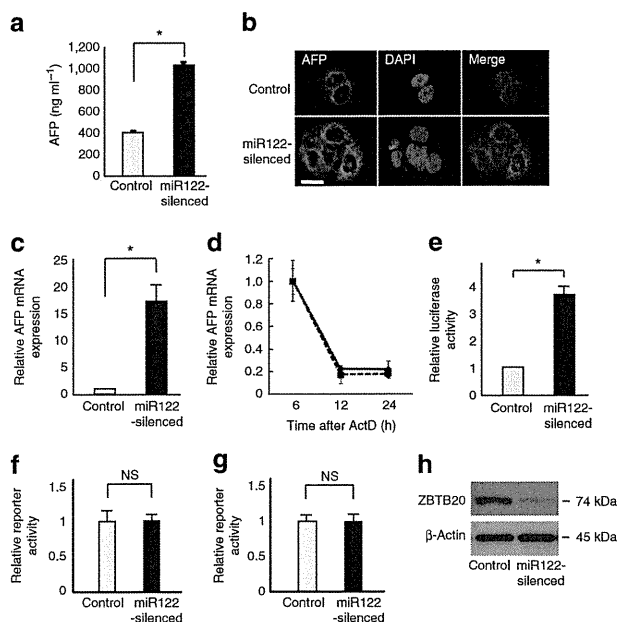 a
*
1,200
1,000
800
600
400
200
0
AFP (ng ml⁻¹)
Control
miR122-
silenced
b
AFP
DAPI
Merge
Control
miR122-
silenced
c
*
25
20
15
10
5
0
Relative AFP mRNA
expression
Control
miR122
-silenced
d
1.2
1.0
0.8
0.6
0.4
0.2
0
Relative AFP mRNA
expression
6
12
24
Time after ActD (h)
e
*
4
3
2
1
0
Relative luciferase
activity
Control
miR122-
silenced
f
NS
1.5
1
0.5
0
Relative reporter
activity
Control
miR122
-silenced
g
NS
1.5
1
0.5
0
Relative reporter
activity
Control
miR122
-silenced
h
ZBTB20
– 74 kDa
β-Actin
– 45 kDa
Control
miR122-
silenced